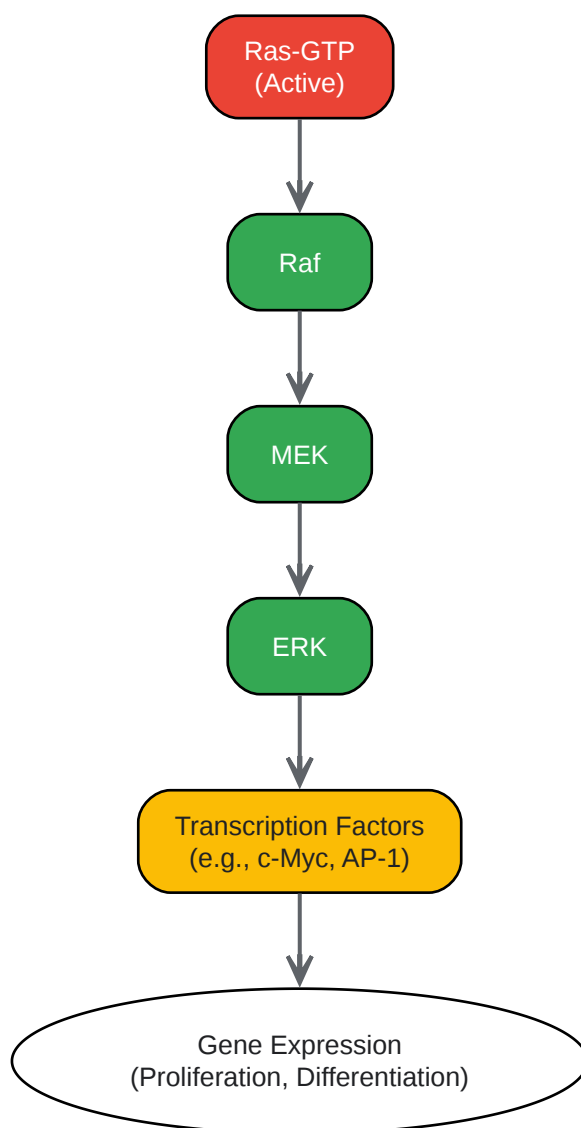 Ras-GTP
(Active)
Raf
MEK
ERK
Transcription Factors
(e.g., c-Myc, AP-1)
Gene Expression
(Proliferation, Differentiation)